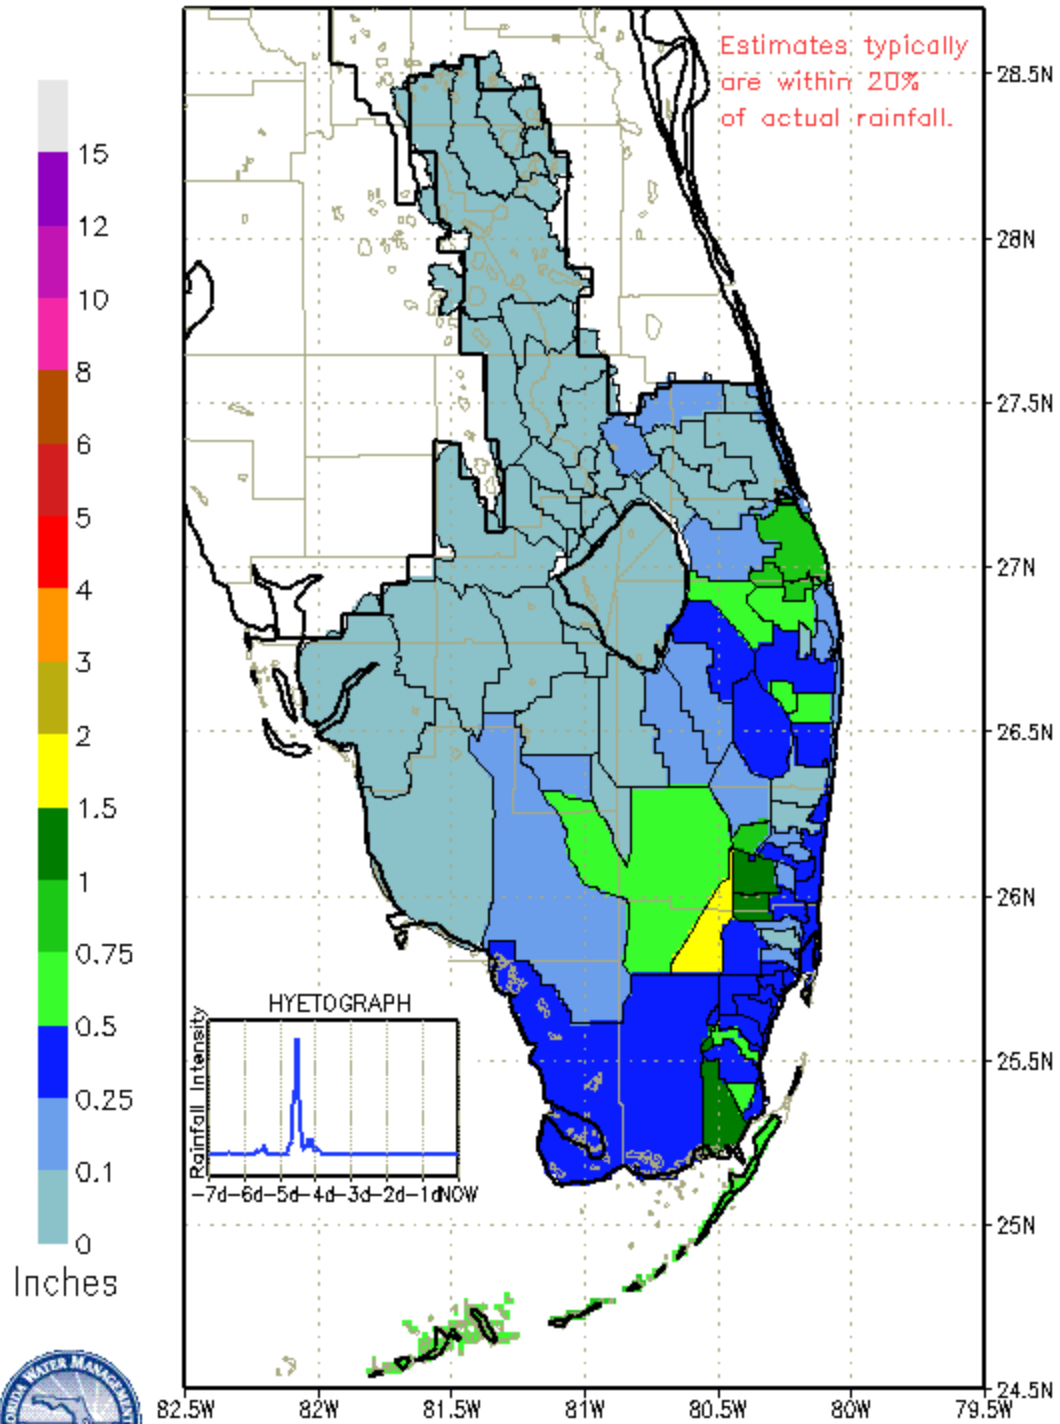 Estimates typically
are within 20%
of actual rainfall.
28.5N
28N
27.5N
27N
26.5N
26N
25.5N
25N
24.5N
15
12
10
8
6
5
4
3
2
1.5
1
0.75
0.5
0.25
0.1
0
Inches
HYETOGRAPH
Rainfall Intensity
-7d-6d-5d-4d-3d-2d-1dNOW
82.5W 82W 81.5W 81W 80.5W 80W 79.5W
WATER MANAGEM